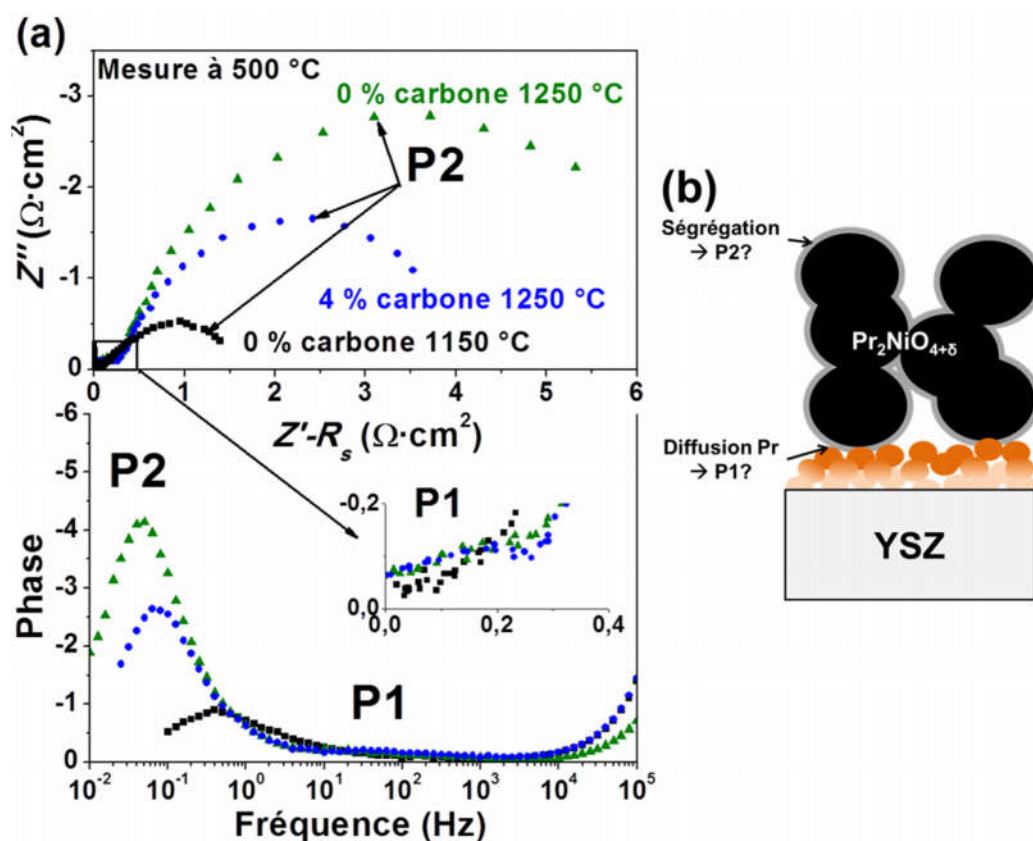 (a)
Mesure à 500 °C
0 % carbone 1250 °C
P2
4 % carbone 1250 °C
0 % carbone 1150 °C
Z'' (Ω·cm²)
-3
-2
-1
0
0 1 2 3 4 5 6
Z'-Rₛ (Ω·cm²)
Phase
-6
-5
-4
-3
-2
-1
0
P2
P1
-0,2
0,0
0,0 0,2 0,4
P1
10⁻² 10⁻¹ 10⁰ 10¹ 10² 10³ 10⁴ 10⁵
Fréquence (Hz)
(b)
Ségrégation
→ P2?
Pr₂NiO₄₊δ
Diffusion Pr
→ P1?
YSZ